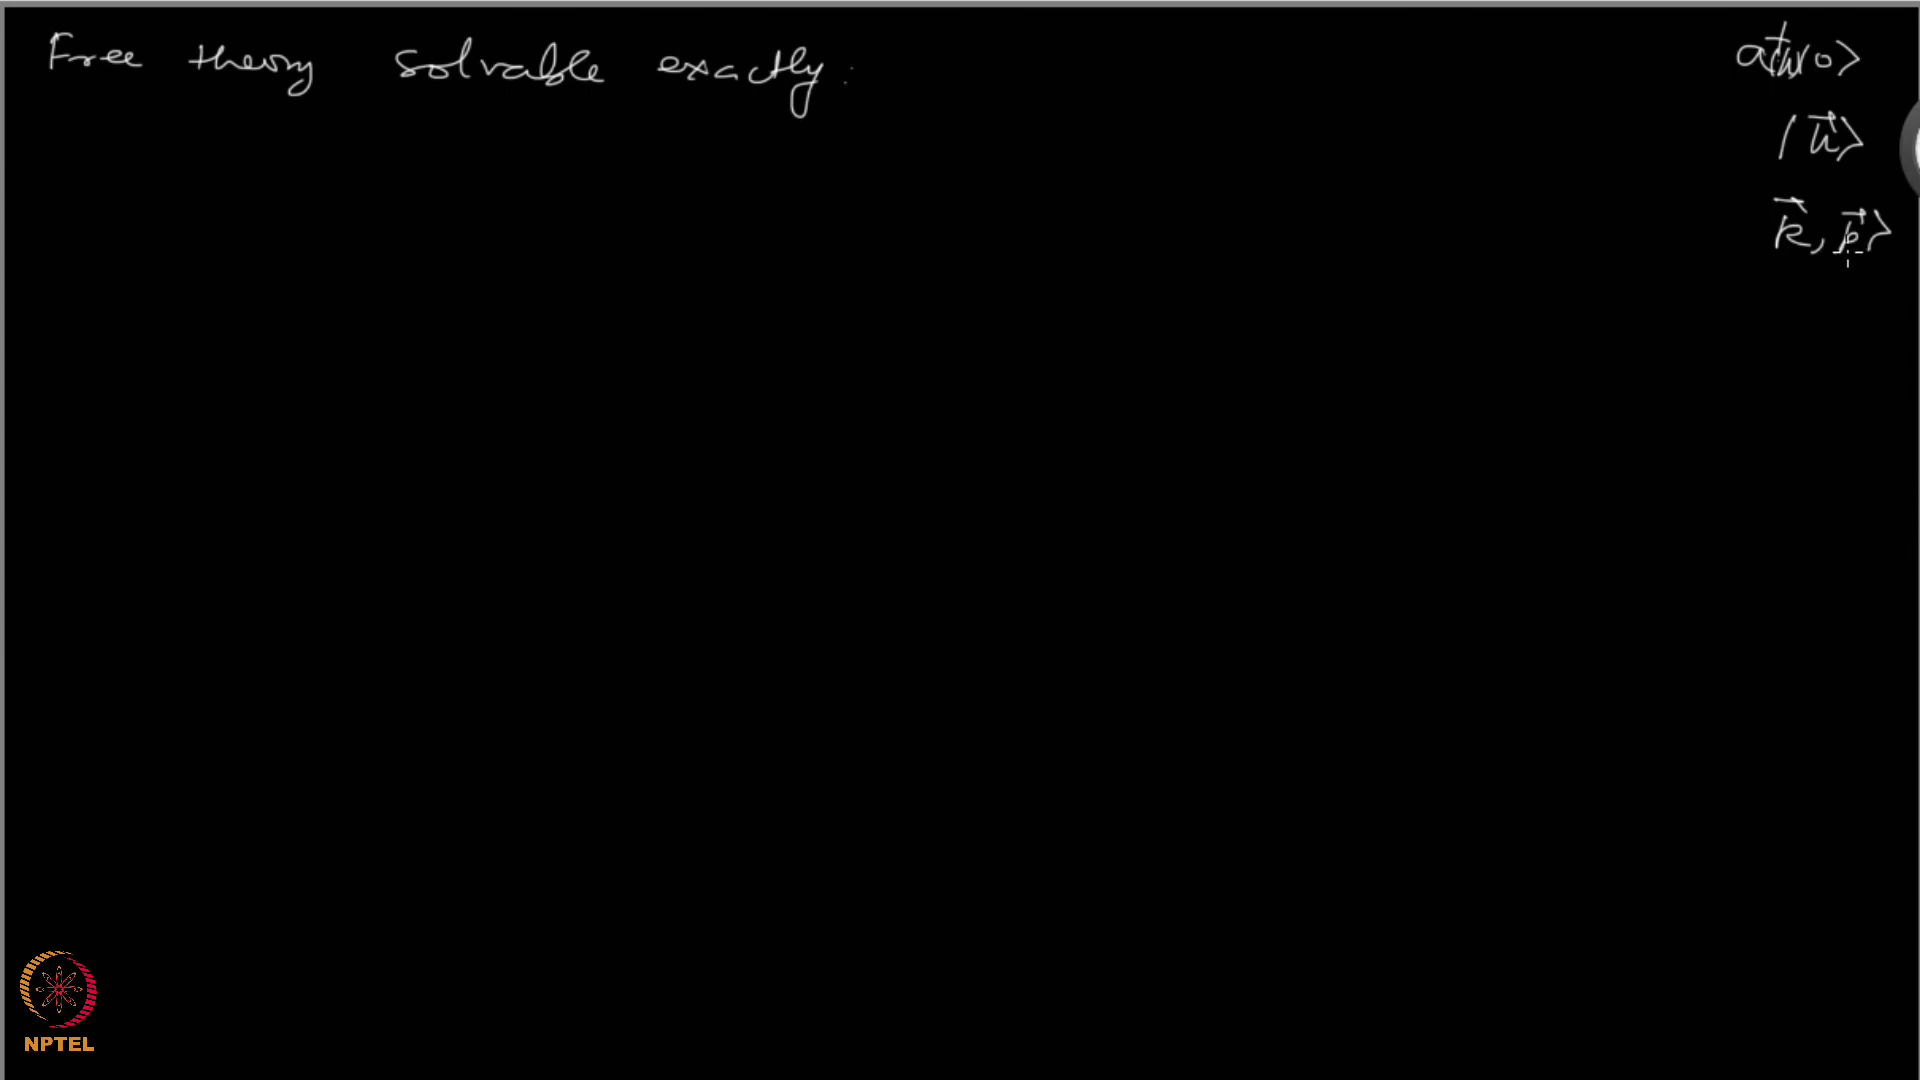 Free theory solvable exactly.
a†(k)|0⟩
|k⃗⟩
k⃗, p⃗⟩
NPTEL